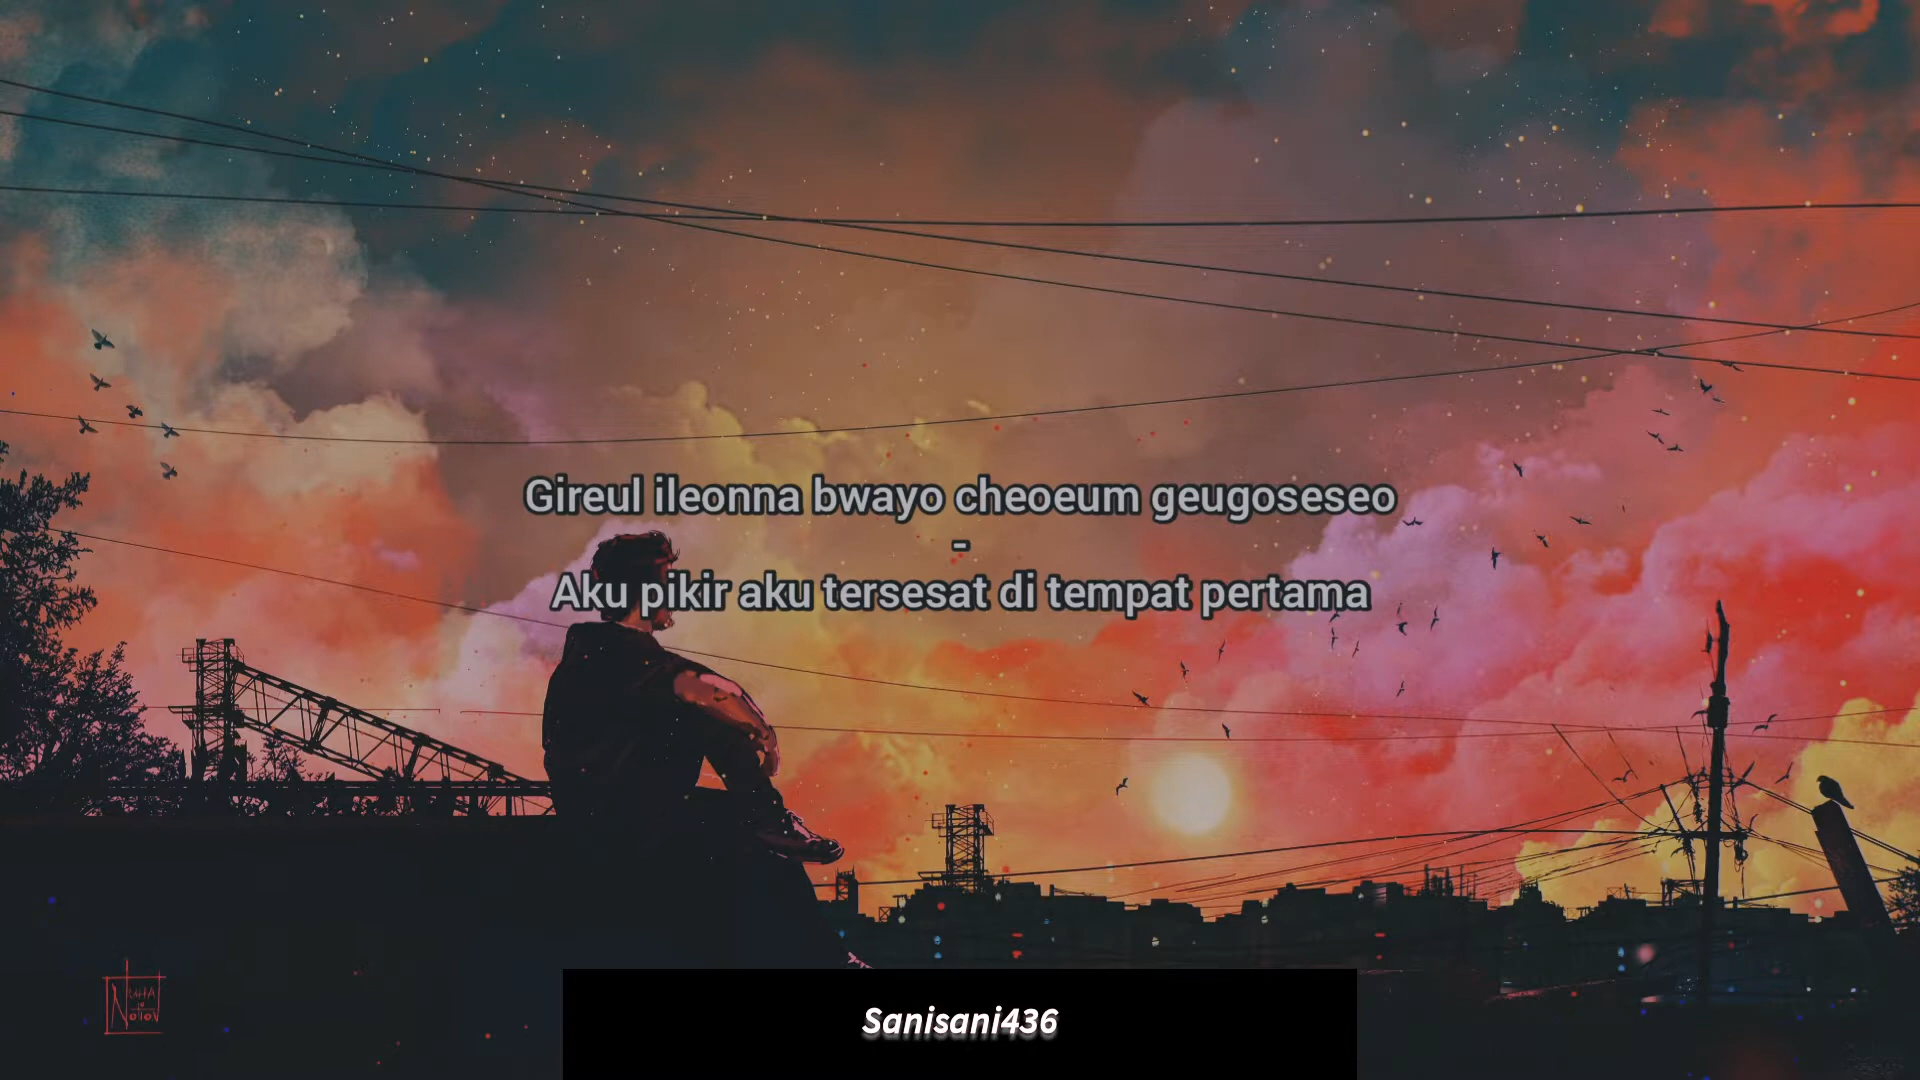 Gireul ileonna bwayo cheoeum geugoseseo
-
Aku pikir aku tersesat di tempat pertama
Sanisani436